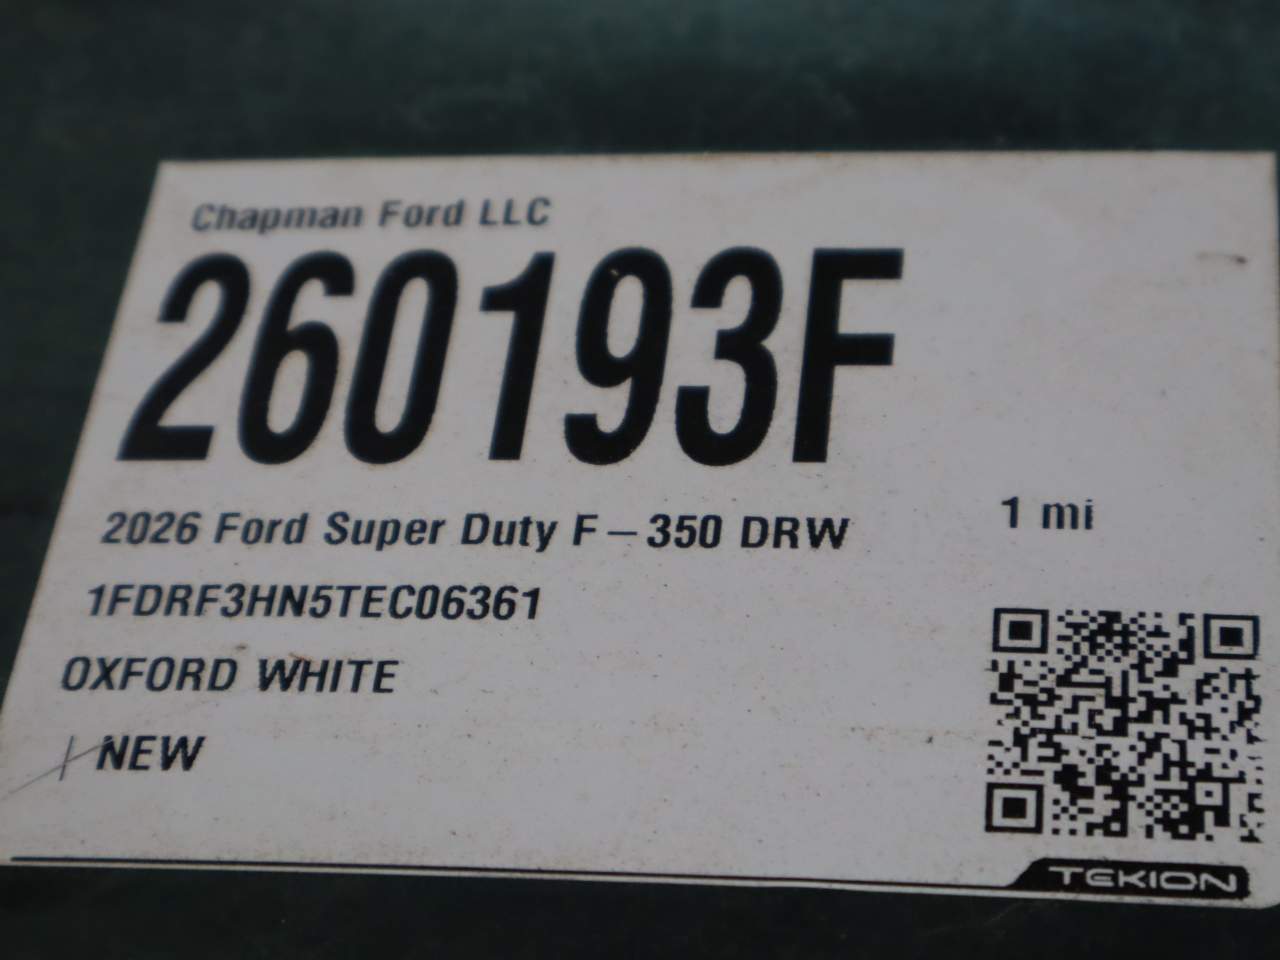 Chapman Ford LLC
260193F
2026 Ford Super Duty F-350 DRW
1 mi
1FDRF3HN5TEC06361
OXFORD WHITE
NEW
TEKION